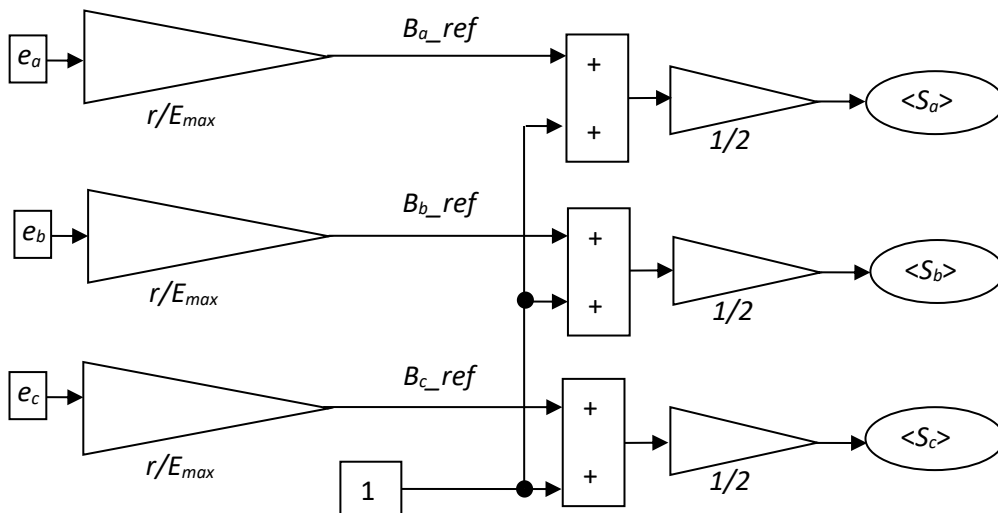 e_a
B_a_ref
+
+
r/E_max
1/2
<S_a>
e_b
B_b_ref
+
+
r/E_max
1/2
<S_b>
e_c
B_c_ref
+
+
r/E_max
1/2
<S_c>
1